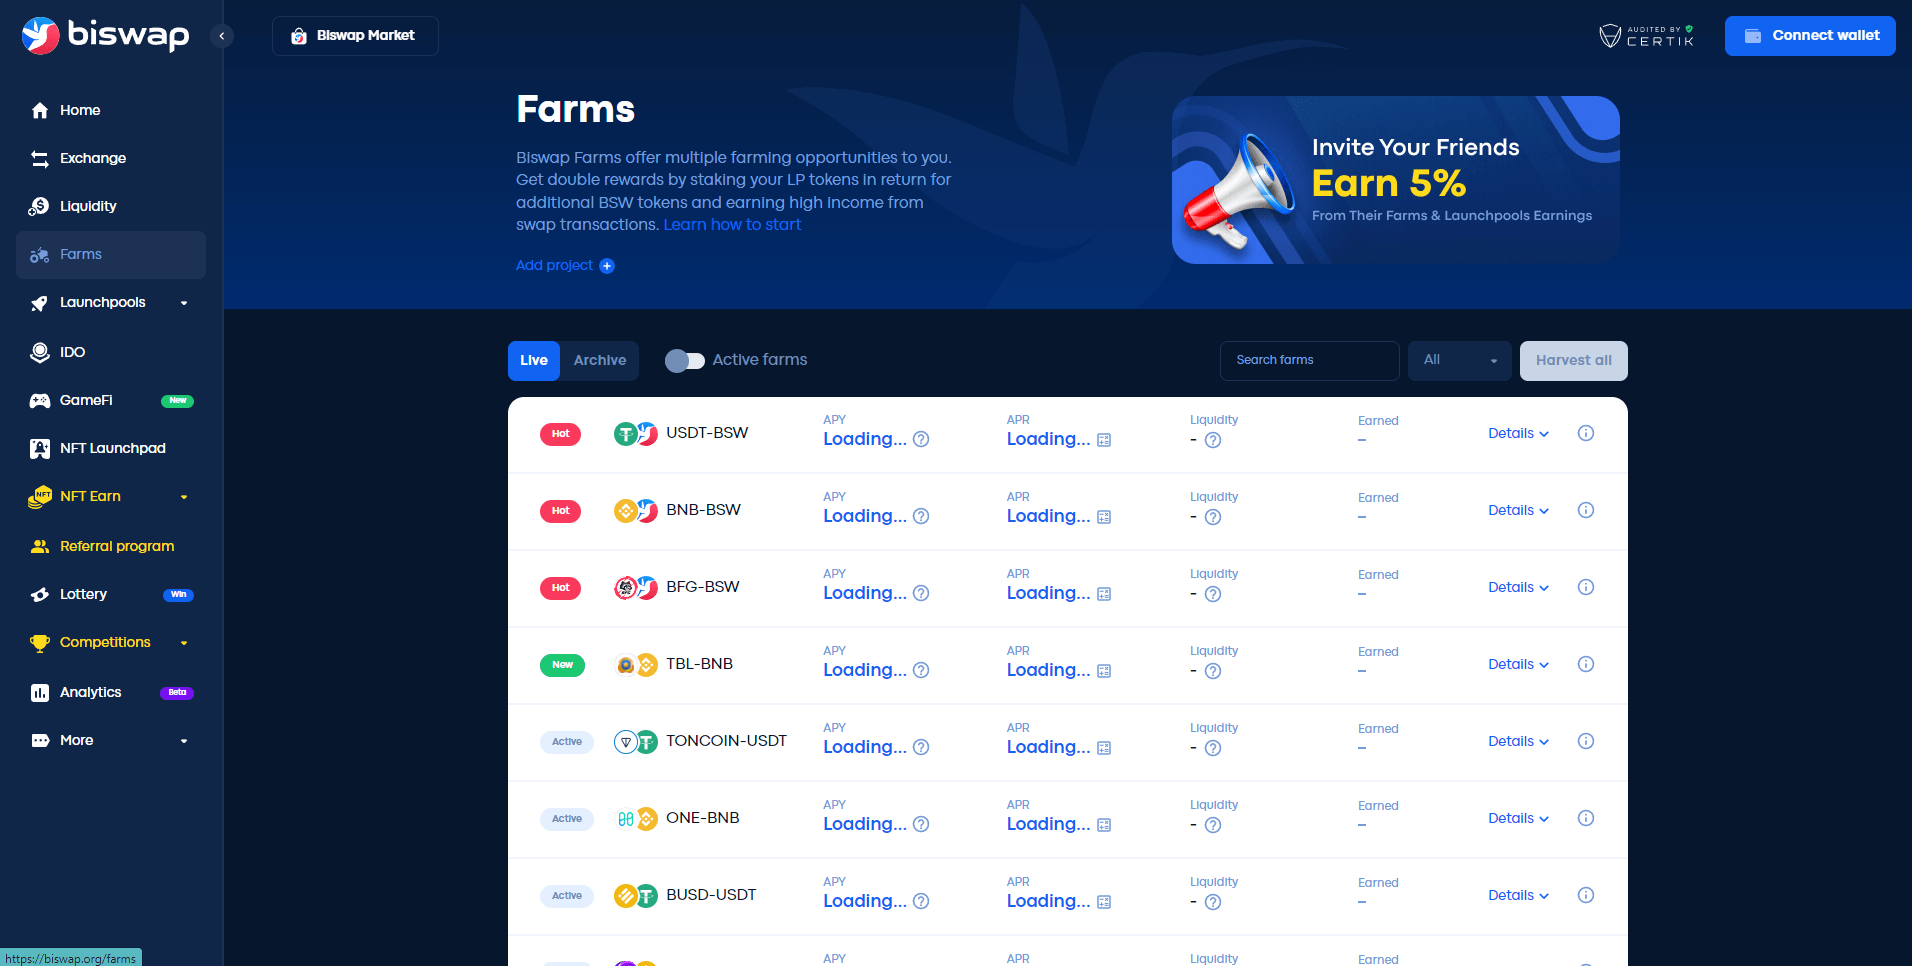 biswap
Biswap Market
AUDITED BY
CERTIK
Connect wallet
Home
Exchange
Liquidity
Farms
Launchpools
IDO
GameFi
New
NFT Launchpad
NFT
NFT Earn
Referral program
Lottery
Win
Competitions
Analytics
Beta
More
https://biswap.org/farms
Farms
Biswap Farms offer multiple farming opportunities to you.
Get double rewards by staking your LP tokens in return for
additional BSW tokens and earning high income from
swap transactions. Learn how to start
Add project
Invite Your Friends
Earn 5%
From Their Farms & Launchpools Earnings
Live
Archive
Active farms
Search farms
All
Harvest all
Hot
USDT-BSW
APY
Loading...
APR
Loading...
Liquidity
-
Earned
–
Details
Hot
BNB-BSW
APY
Loading...
APR
Loading...
Liquidity
-
Earned
–
Details
Hot
BFG-BSW
APY
Loading...
APR
Loading...
Liquidity
-
Earned
–
Details
New
TBL-BNB
APY
Loading...
APR
Loading...
Liquidity
-
Earned
–
Details
Active
TONCOIN-USDT
APY
Loading...
APR
Loading...
Liquidity
-
Earned
–
Details
Active
ONE-BNB
APY
Loading...
APR
Loading...
Liquidity
-
Earned
–
Details
Active
BUSD-USDT
APY
Loading...
APR
Loading...
Liquidity
-
Earned
–
Details
APY
APR
Liquidity
Earned